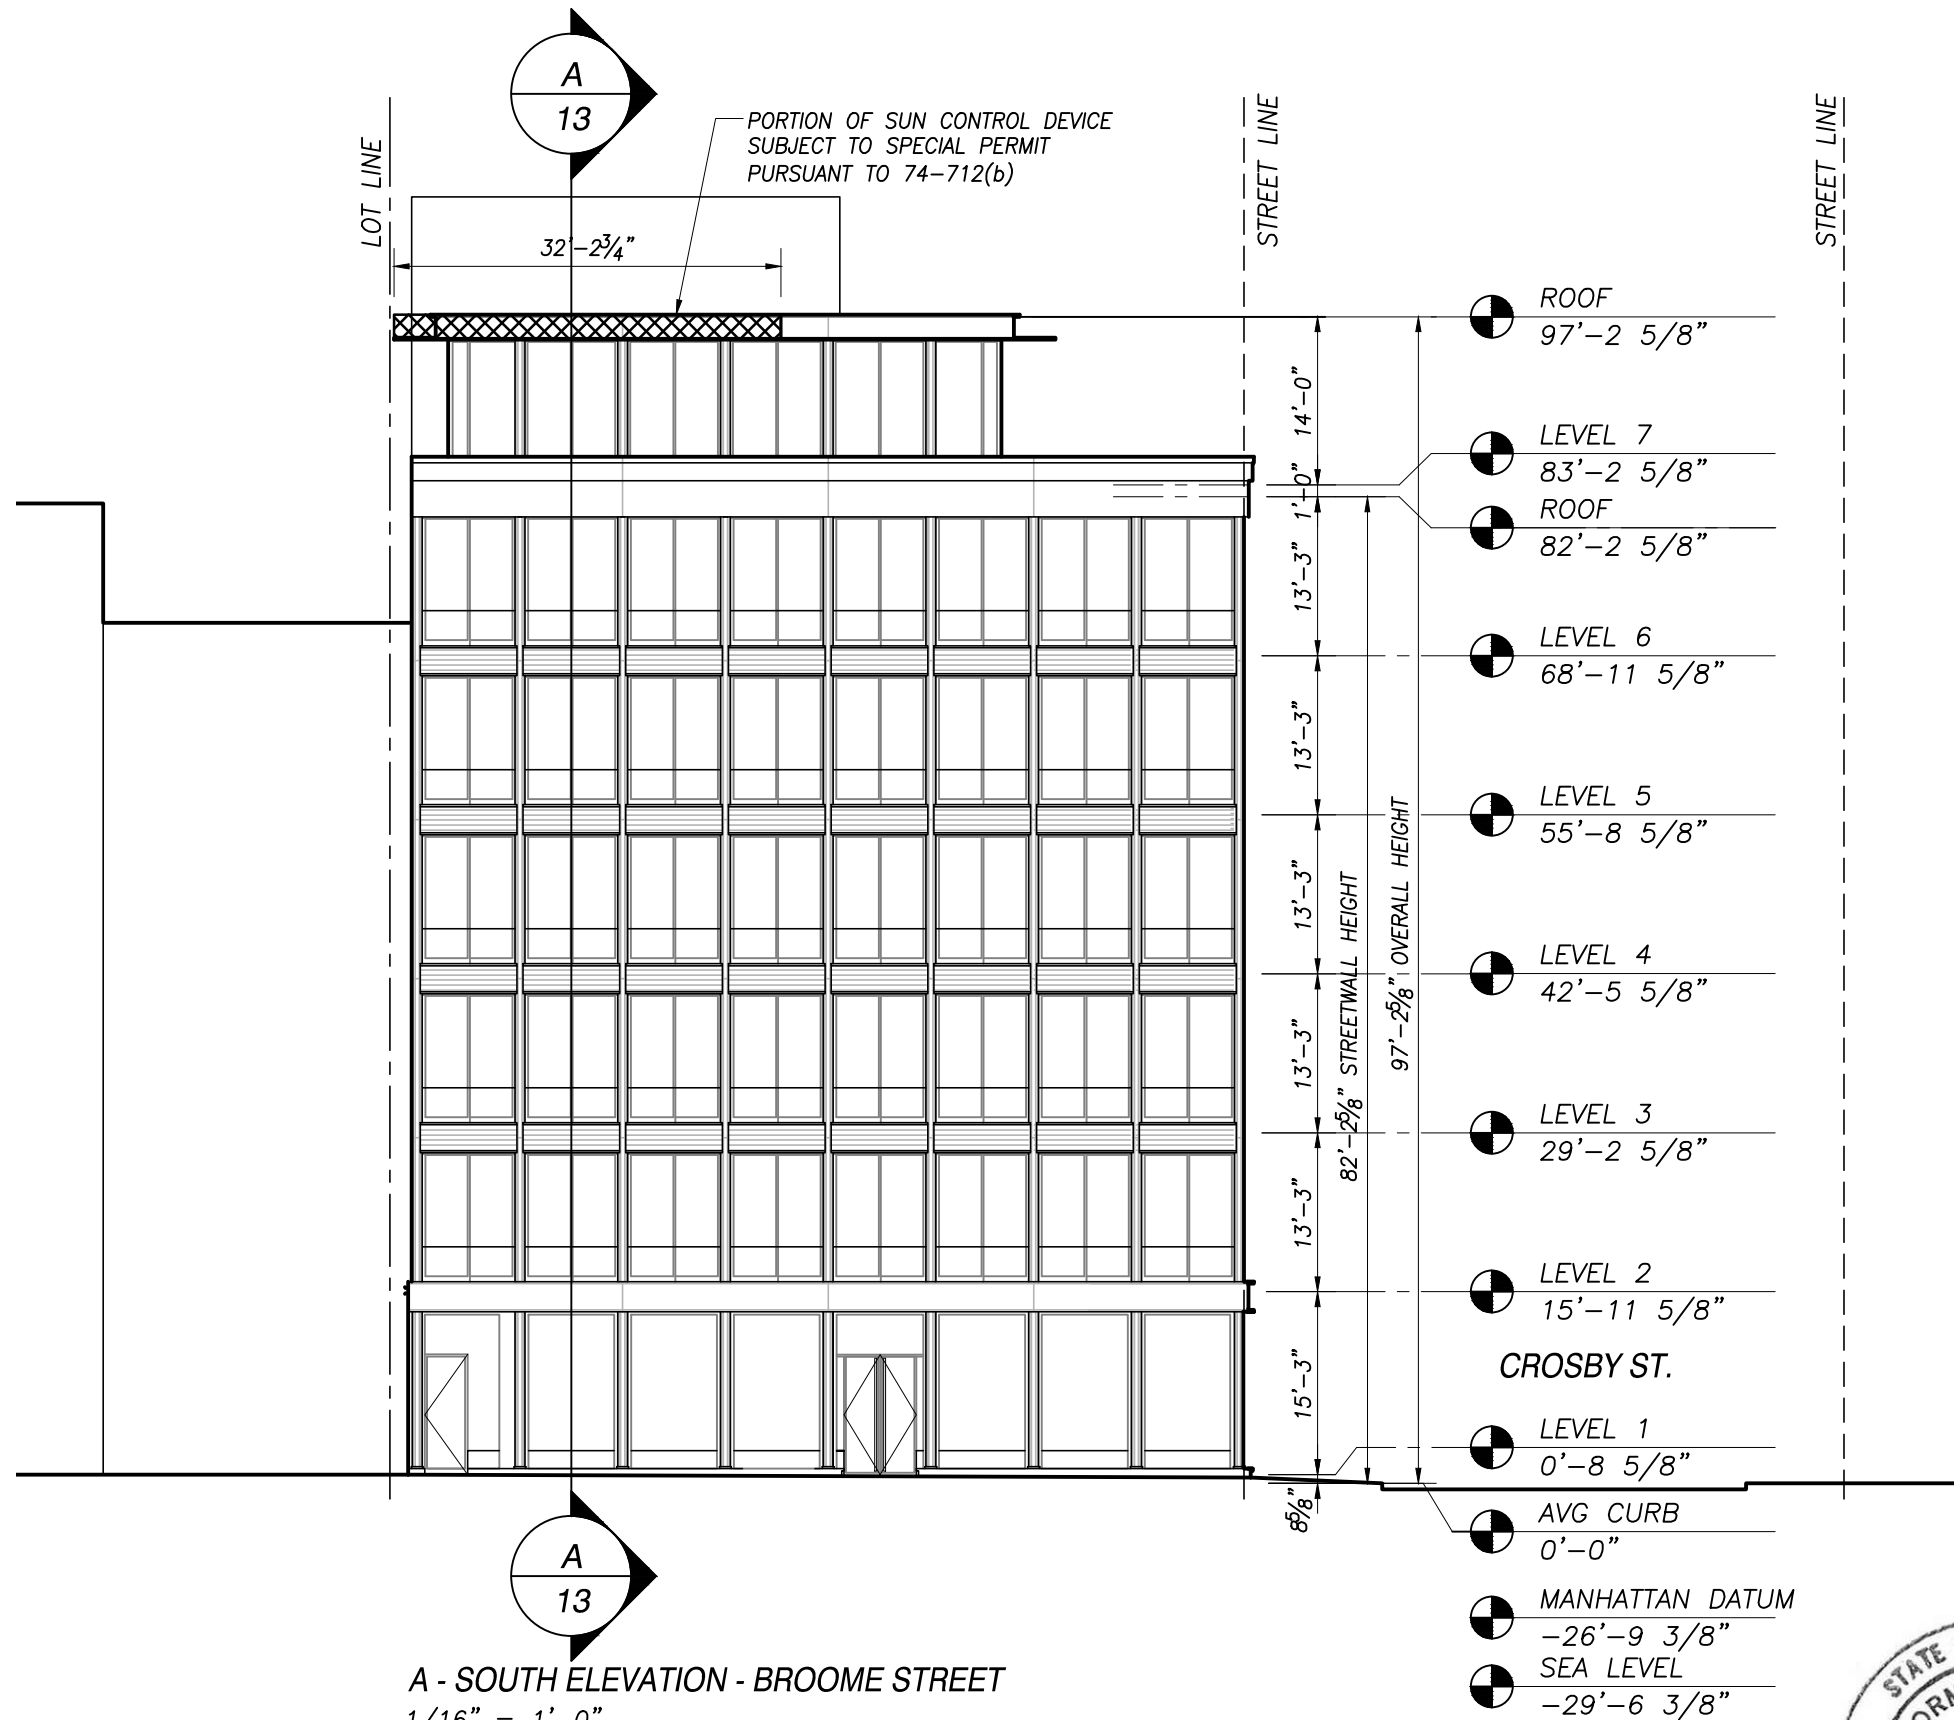 A
13
PORTION OF SUN CONTROL DEVICE
SUBJECT TO SPECIAL PERMIT
PURSUANT TO 74-712(b)
LOT LINE
STREET LINE
STREET LINE
32'-2¾"
ROOF
97'-2 5/8"
14'-0"
LEVEL 7
83'-2 5/8"
1'-0"
ROOF
82'-2 5/8"
13'-3"
LEVEL 6
68'-11 5/8"
13'-3"
LEVEL 5
55'-8 5/8"
13'-3"
82'-2⅝" STREETWALL HEIGHT
97'-2⅝" OVERALL HEIGHT
LEVEL 4
42'-5 5/8"
13'-3"
LEVEL 3
29'-2 5/8"
13'-3"
LEVEL 2
15'-11 5/8"
CROSBY ST.
15'-3"
LEVEL 1
0'-8 5/8"
8⅝"
AVG CURB
0'-0"
A
13
MANHATTAN DATUM
-26'-9 3/8"
SEA LEVEL
-29'-6 3/8"
A - SOUTH ELEVATION - BROOME STREET
1/16" = 1'-0"
STATE